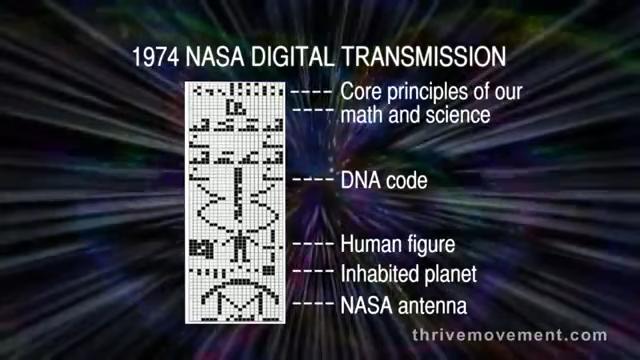 1974 NASA DIGITAL TRANSMISSION
Core principles of our
math and science
DNA code
Human figure
Inhabited planet
NASA antenna
thrivemovement.com